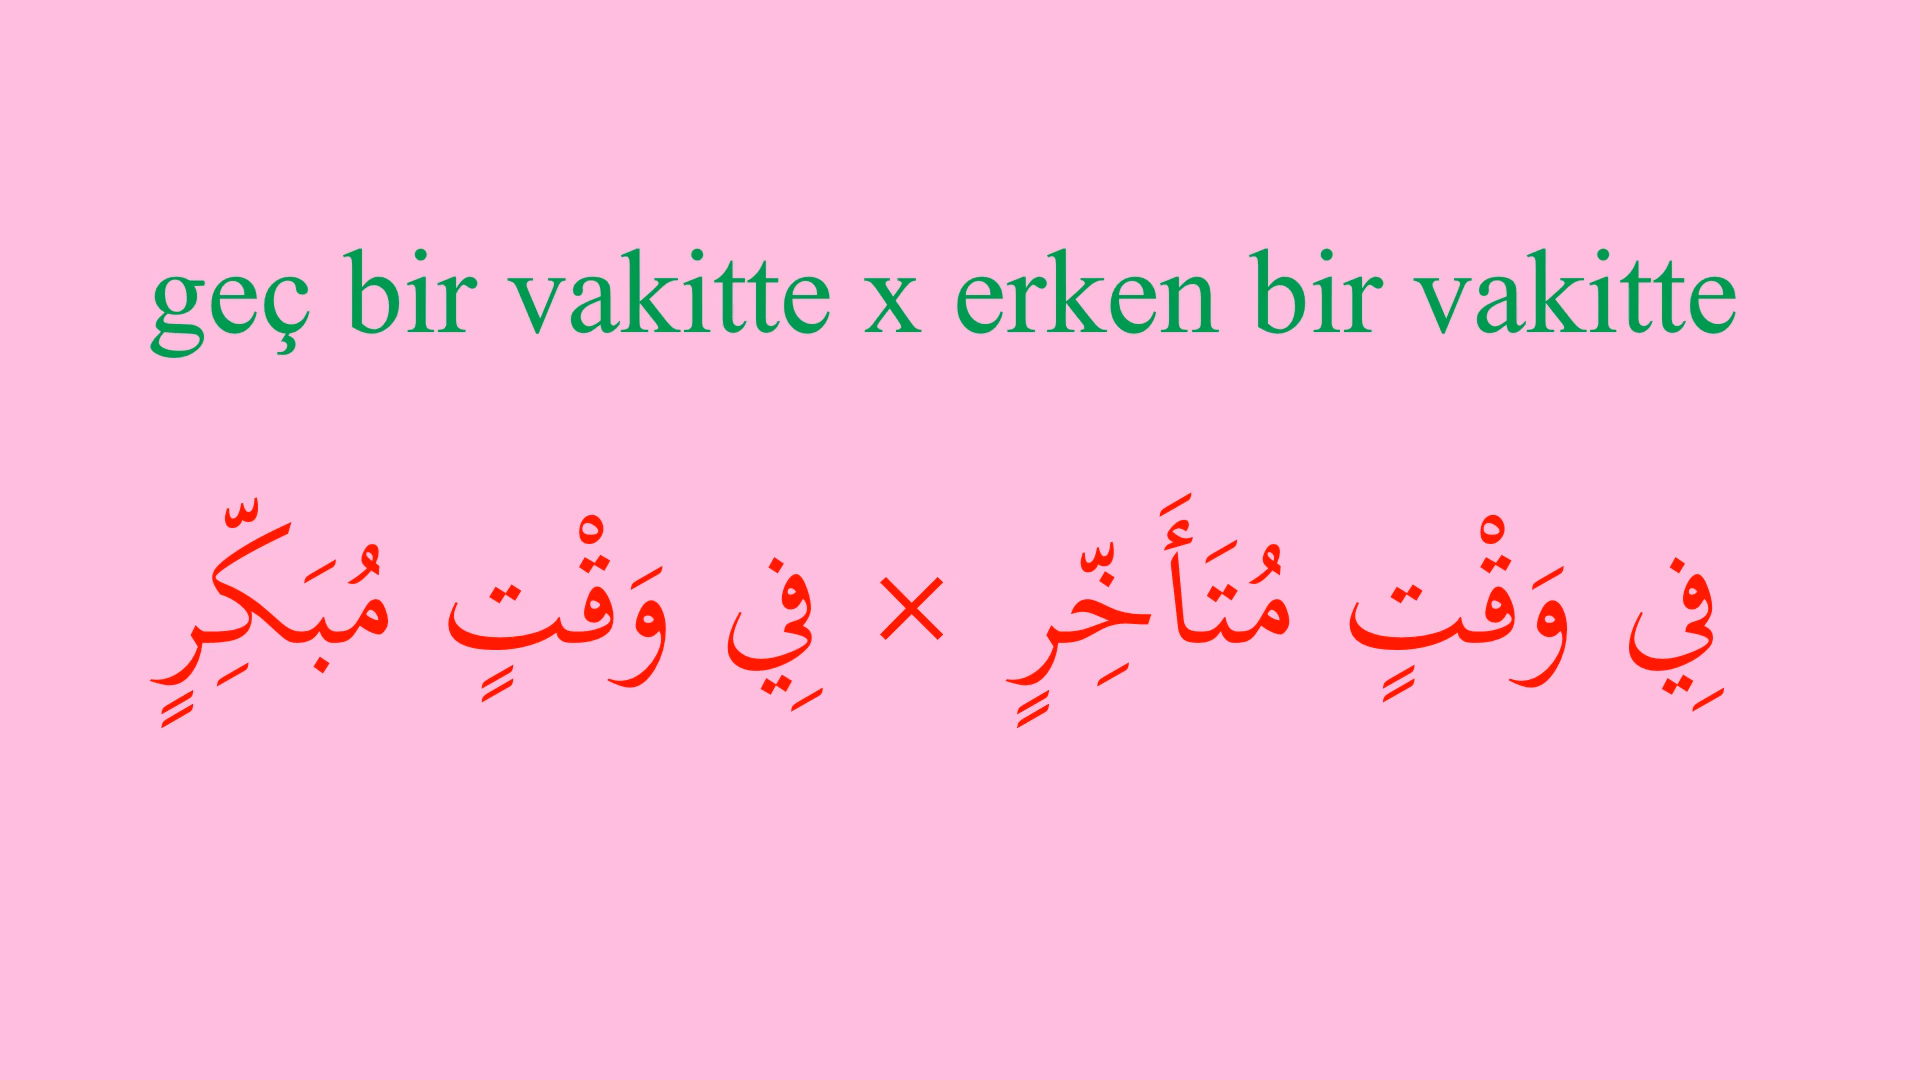 geç bir vakitte x erken bir vakitte
فِي وَقْتٍ مُتَأَخِّرٍ × فِي وَقْتٍ مُبَكِّرٍ